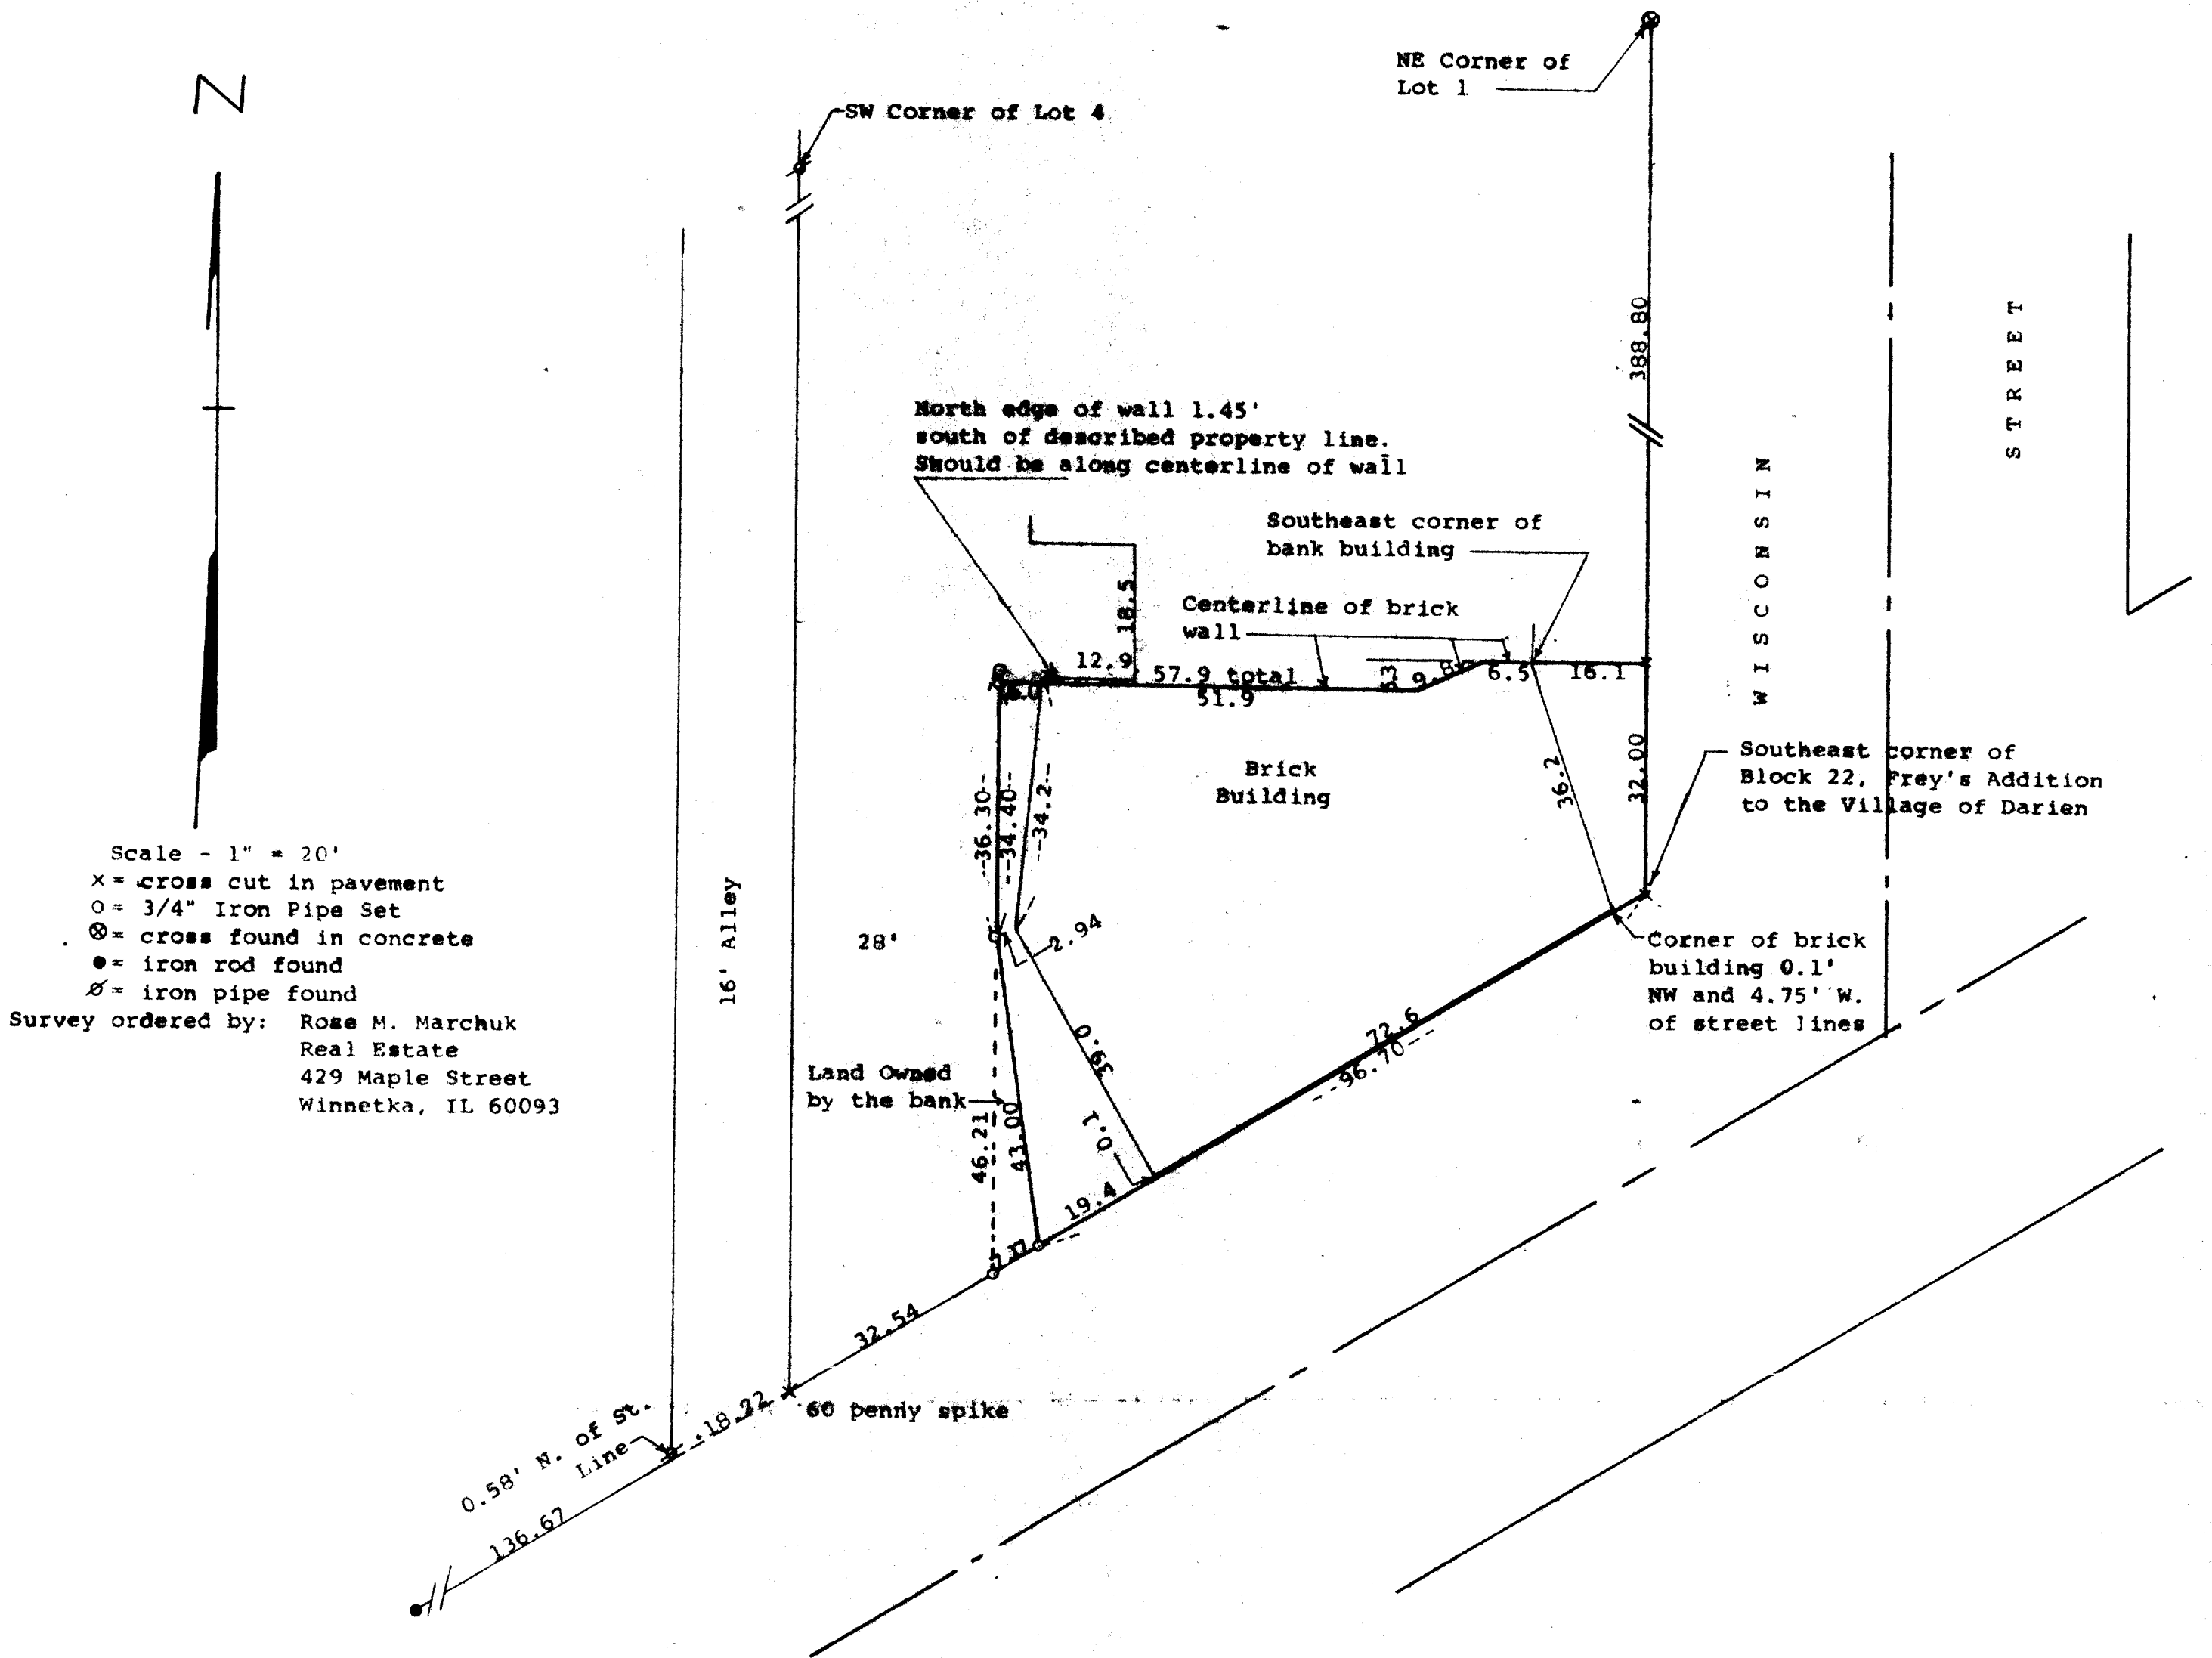 N
NE Corner of
Lot 1
SW Corner of Lot 4
388.80
STREET
WISCONSIN
North edge of wall 1.45'
south of described property line.
Should be along centerline of wall
Southeast corner of
bank building
Centerline of brick
wall
18.5
12.9
57.9 total
51.9
9.8
6.5
16.1
36.2
32.00
Brick
Building
Southeast corner of
Block 22, Frey's Addition
to the Village of Darien
--36.30--
--34.40--
--34.2--
Scale - 1" = 20'
x = cross cut in pavement
o = 3/4" Iron Pipe Set
⊗ = cross found in concrete
● = iron rod found
ø = iron pipe found
Survey ordered by: Rose M. Marchuk
Real Estate
429 Maple Street
Winnetka, IL 60093
16' Alley
28'
2.94
Corner of brick
building 0.1'
NW and 4.75' W.
of street lines
39.0
72.6
--96.70--
Land Owned
by the bank
46.21
43.00
0.1
19.4
32.54
60 penny spike
18.22
0.58' N. of St.
Line
136.67